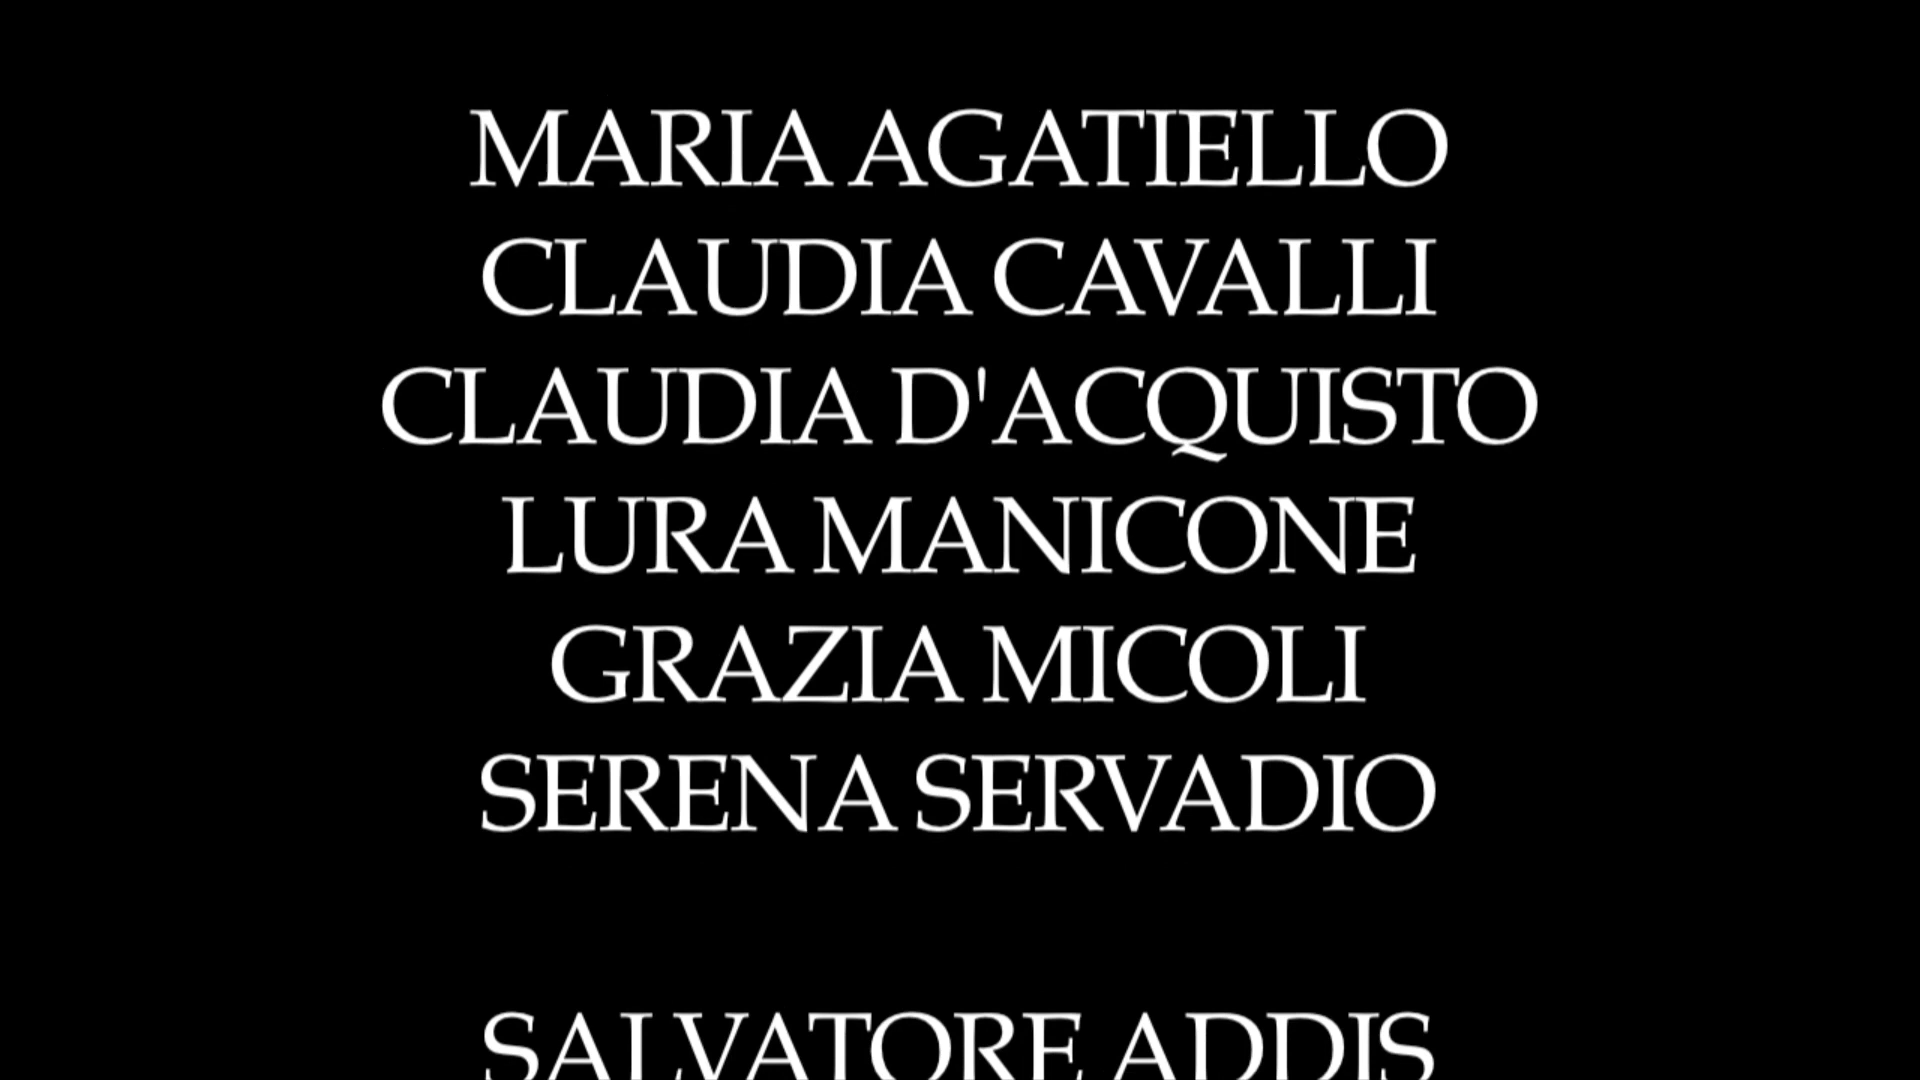 MARIA AGATIELLO
CLAUDIA CAVALLI
CLAUDIA D'ACQUISTO
LURA MANICONE
GRAZIA MICOLI
SERENA SERVADIO
SALVATORE ADDIS